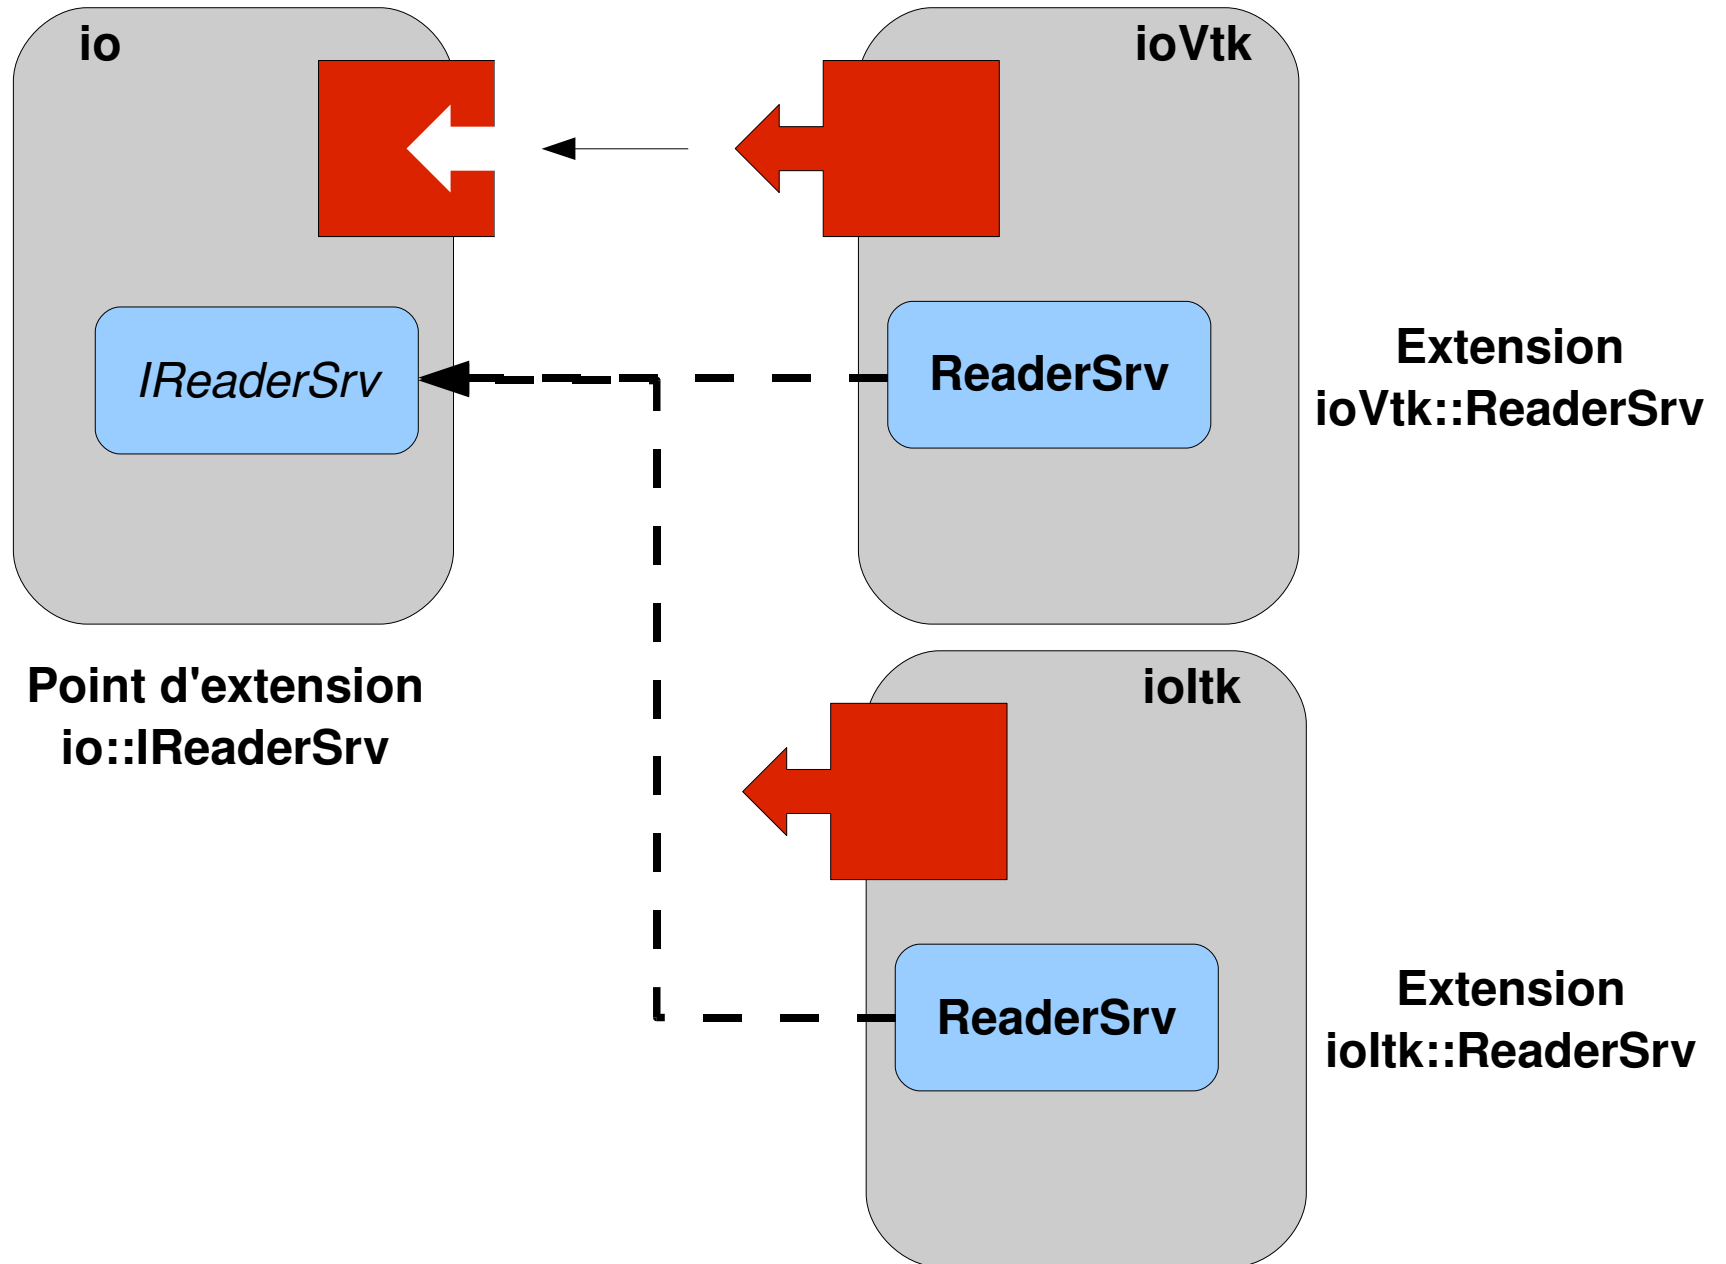 io
ioVtk
IReaderSrv
ReaderSrv
Extension
ioVtk::ReaderSrv
Point d'extension
io::IReaderSrv
ioItk
ReaderSrv
Extension
ioItk::ReaderSrv